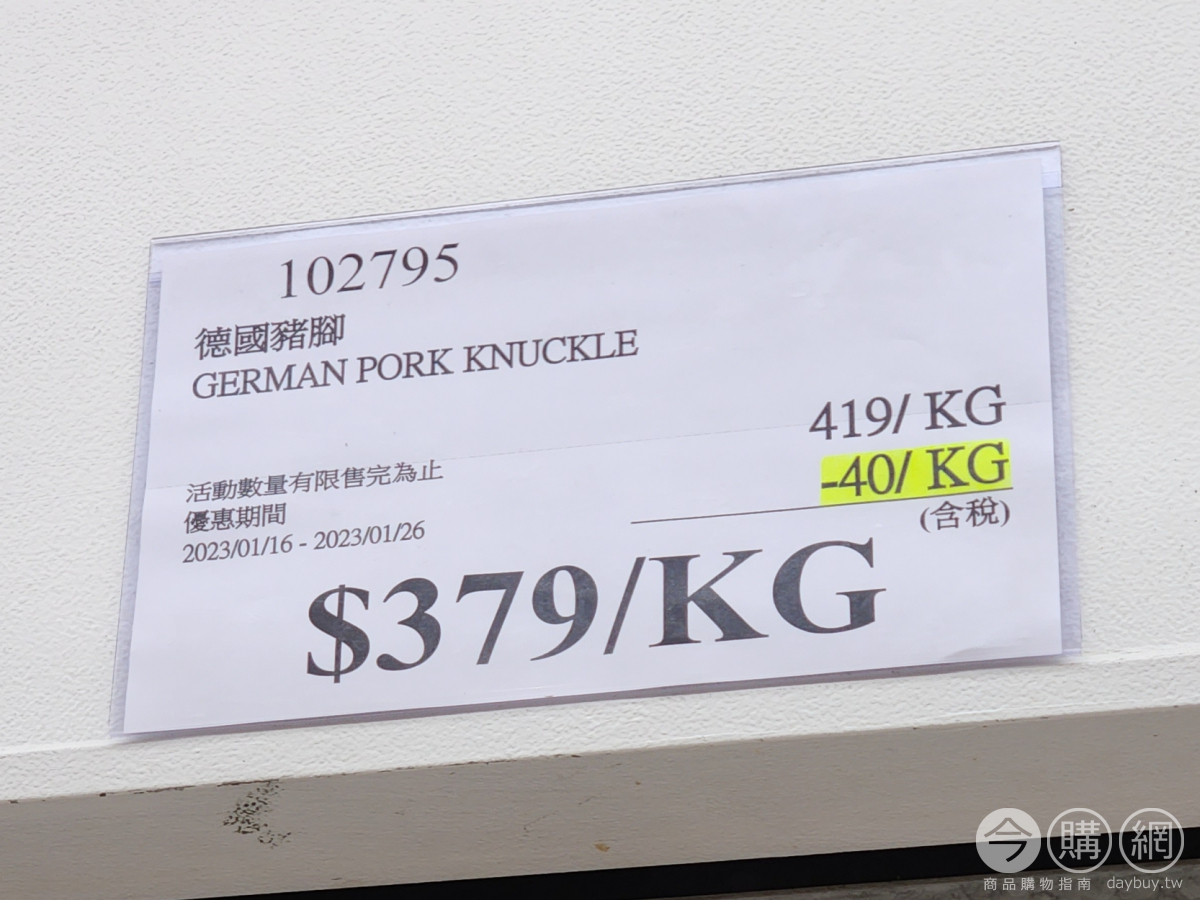 102795
德國豬腳
GERMAN PORK KNUCKLE
419/ KG
-40/ KG
活動數量有限售完為止
優惠期間
2023/01/16 - 2023/01/26
(含稅)
$379/KG
今購網
商品購物指南 daybuy.tw